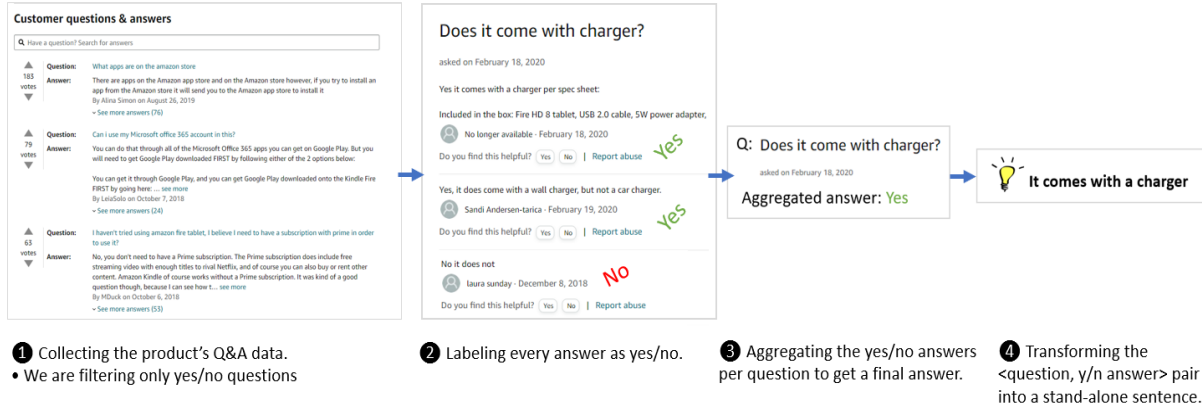 Customer questions & answers
Have a question? Search for answers
183
votes
Question:
What apps are on the amazon store
Answer:
There are apps on the Amazon app store and on the Amazon store however, if you try to install an
app from the Amazon store it will send you to the Amazon app store to install it
By Alina Simon on August 26, 2019
See more answers (76)
79
votes
Question:
Can i use my Microsoft office 365 account in this?
Answer:
You can do that through all of the Microsoft Office 365 apps you can get on Google Play. But you
will need to get Google Play downloaded FIRST by following either of the 2 options below:
You can get it through Google Play, and you can get Google Play downloaded onto the Kindle Fire
FIRST by going here: ... see more
By LeiaSolo on October 7, 2018
See more answers (24)
63
votes
Question:
I haven't tried using amazon fire tablet, I believe I need to have a subscription with prime in order
to use it?
Answer:
No, you don't need to have a Prime subscription. The Prime subscription does include free
streaming video with enough titles to rival Netflix, and of course you can also buy or rent other
content. Amazon Kindle of course works without a Prime subscription. It was kind of a good
question though, because I can see how t... see more
By MDuck on October 6, 2018
See more answers (53)
Does it come with charger?
asked on February 18, 2020
Yes it comes with a charger per spec sheet:
Included in the box: Fire HD 8 tablet, USB 2.0 cable, 5W power adapter,
No longer available · February 18, 2020
Do you find this helpful? Yes No | Report abuse
Yes
Yes, it does come with a wall charger, but not a car charger.
Sandi Andersen-tarica · February 19, 2020
Do you find this helpful? Yes No | Report abuse
Yes
No it does not
laura sunday · December 8, 2018
Do you find this helpful? Yes No | Report abuse
No
Q: Does it come with charger?
asked on February 18, 2020
Aggregated answer: Yes
It comes with a charger
1 Collecting the product's Q&A data.
• We are filtering only yes/no questions
2 Labeling every answer as yes/no.
3 Aggregating the yes/no answers
per question to get a final answer.
4 Transforming the
<question, y/n answer> pair
into a stand-alone sentence.